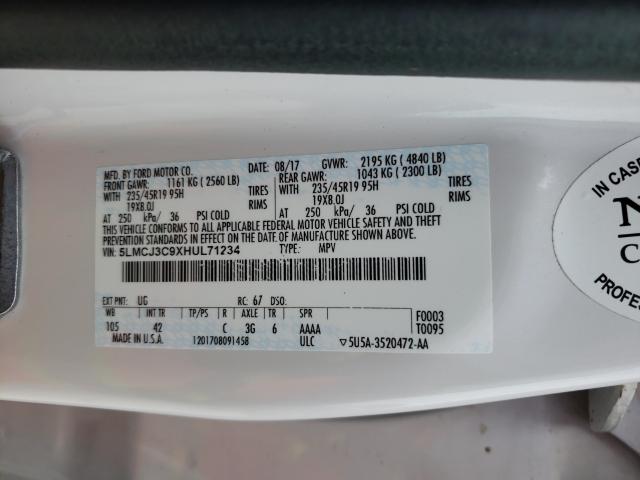 MFD. BY FORD MOTOR CO. DATE: 08/17 GVWR: 2195 KG ( 4840 LB)
FRONT GAWR: 1161 KG ( 2560 LB) REAR GAWR: 1043 KG ( 2300 LB)
WITH 235/45R19 95H TIRES WITH 235/45R19 95H TIRES
19X8.0J RIMS 19X8.0J RIMS
AT 250 kPa/ 36 PSI COLD AT 250 kPa/ 36 PSI COLD
THIS VEHICLE CONFORMS TO ALL APPLICABLE FEDERAL MOTOR VEHICLE SAFETY, BUMPER,
AND THEFT PREVENTION STANDARDS IN EFFECT ON THE DATE OF MANUFACTURE SHOWN ABOVE.
VIN: 5LMCJ3C9XHUL71234 TYPE: MPV
EXT PNT: UG RC: 67 DSO:
WB INT TR TP/PS R AXLE TR SPR F0003
105 42 C 3G 6 AAAA T0095
MADE IN U.S.A. 1201708091458 ULC 5U5A-3520472-AA
IN CASE
N
C
PROFES